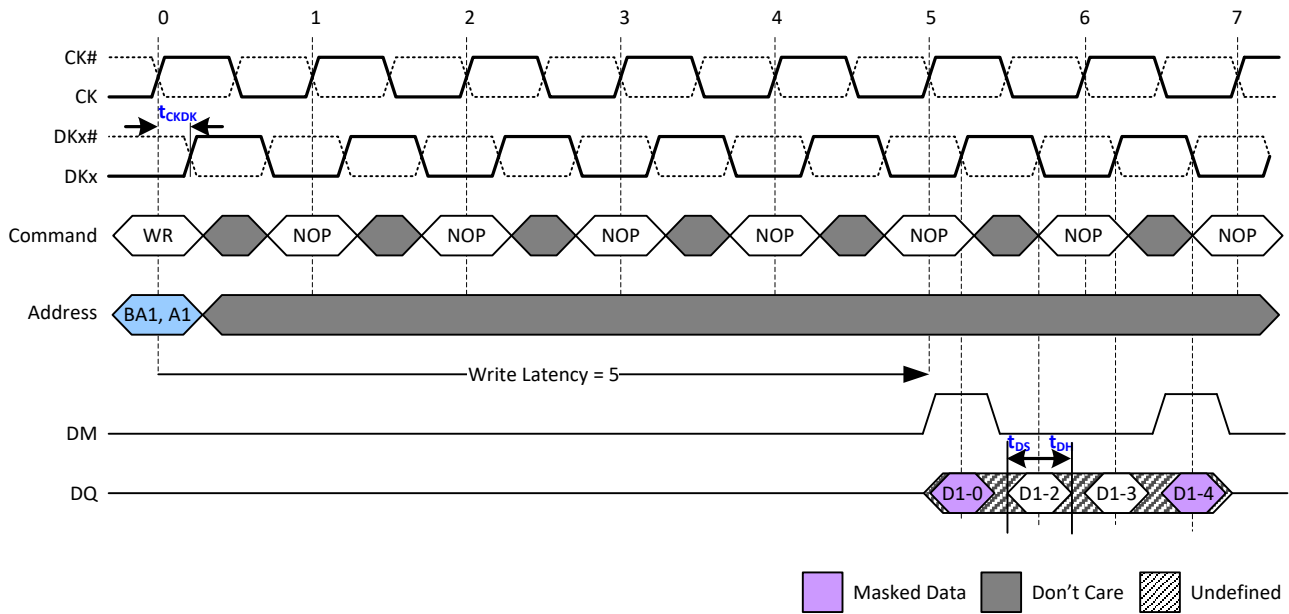 0 1 2 3 4 5 6 7
CK#
CK
tCKDK
DKx#
DKx
Command WR NOP NOP NOP NOP NOP NOP NOP
Address BA1, A1
Write Latency = 5
DM
tDS tDH
DQ D1-0 D1-2 D1-3 D1-4
Masked Data Don't Care Undefined